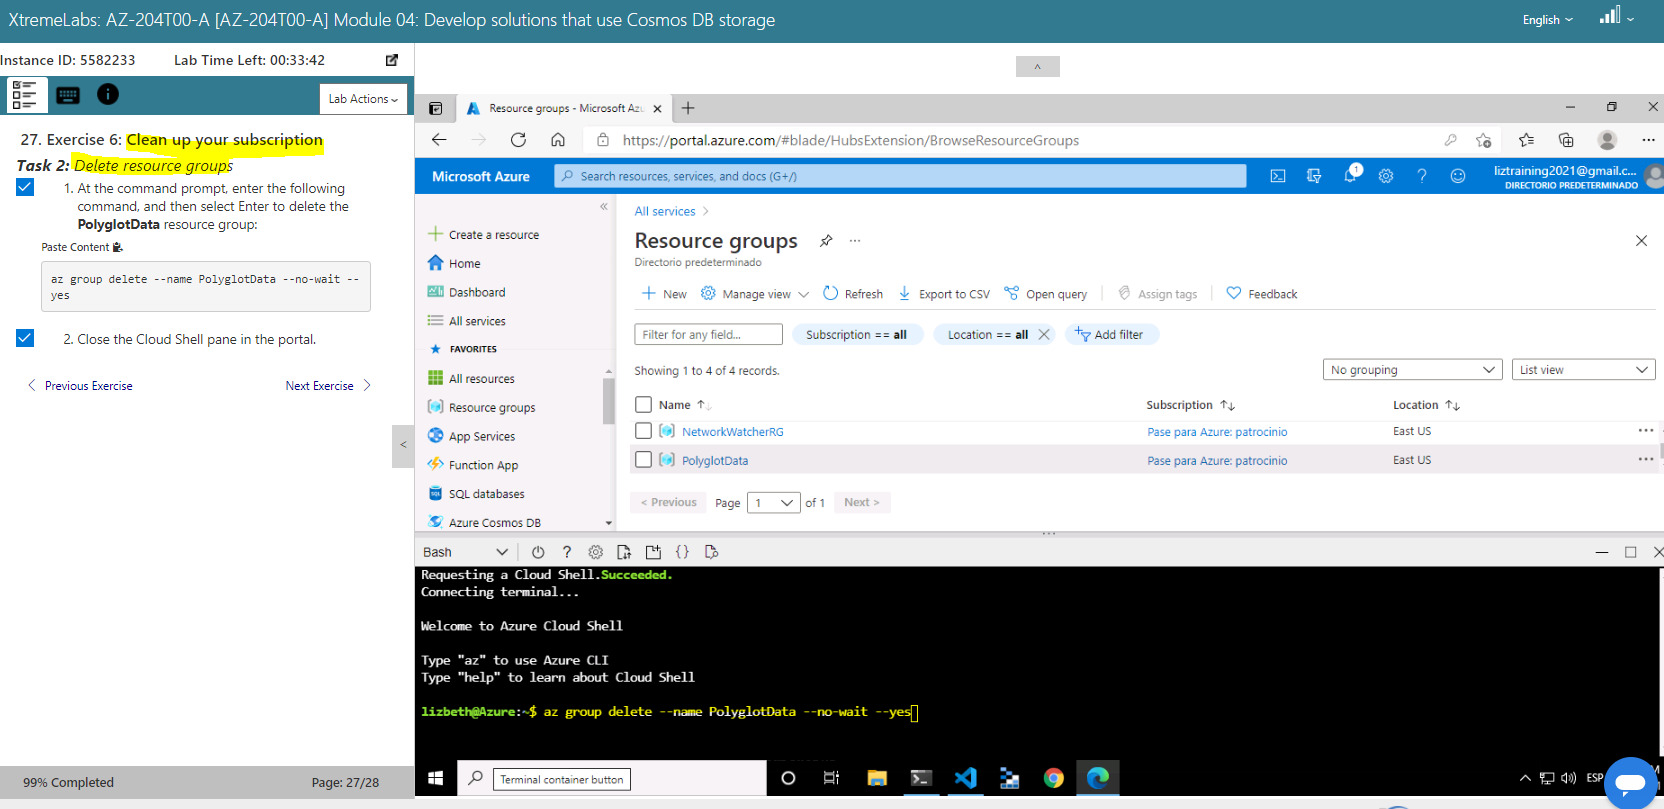 XtremeLabs: AZ-204T00-A [AZ-204T00-A] Module 04: Develop solutions that use Cosmos DB storage
English
Instance ID: 5582233
Lab Time Left: 00:33:42
Lab Actions
27. Exercise 6: Clean up your subscription
Task 2: Delete resource groups
1. At the command prompt, enter the following
command, and then select Enter to delete the
PolyglotData resource group:
Paste Content
az group delete --name PolyglotData --no-wait --
yes
2. Close the Cloud Shell pane in the portal.
< Previous Exercise
Next Exercise >
99% Completed
Page: 27/28
Resource groups - Microsoft Azu
https://portal.azure.com/#blade/HubsExtension/BrowseResourceGroups
Microsoft Azure
Search resources, services, and docs (G+/)
1
liztraining2021@gmail.c...
DIRECTORIO PREDETERMINADO
Create a resource
Home
Dashboard
All services
FAVORITES
All resources
Resource groups
App Services
Function App
SQL databases
Azure Cosmos DB
All services >
Resource groups
Directorio predeterminado
New
Manage view
Refresh
Export to CSV
Open query
Assign tags
Feedback
Filter for any field...
Subscription == all
Location == all
Add filter
Showing 1 to 4 of 4 records.
No grouping
List view
Name
Subscription
Location
NetworkWatcherRG
Pase para Azure: patrocinio
East US
PolyglotData
Pase para Azure: patrocinio
East US
< Previous
Page
1
of 1
Next >
Bash
Requesting a Cloud Shell.Succeeded.
Connecting terminal...
Welcome to Azure Cloud Shell
Type "az" to use Azure CLI
Type "help" to learn about Cloud Shell
lizbeth@Azure:~$ az group delete --name PolyglotData --no-wait --yes
Terminal container button
ESP